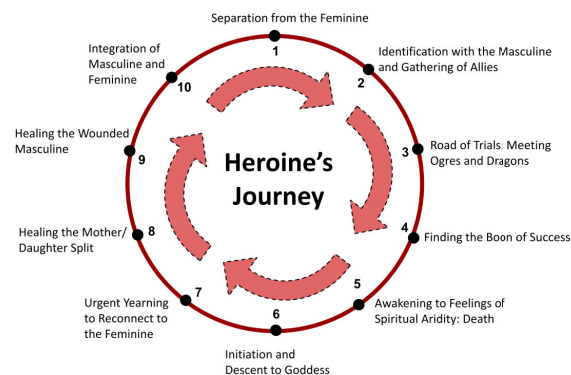 Separation from the Feminine
1
Identification with the Masculine
and Gathering of Allies
2
Road of Trials: Meeting
Ogres and Dragons
3
Finding the Boon of Success
4
Awakening to Feelings of
Spiritual Aridity: Death
5
Initiation and
Descent to Goddess
6
Urgent Yearning
to Reconnect to
the Feminine
7
Healing the Mother/
Daughter Split
8
Healing the Wounded
Masculine
9
Integration of
Masculine and
Feminine
10
Heroine's
Journey